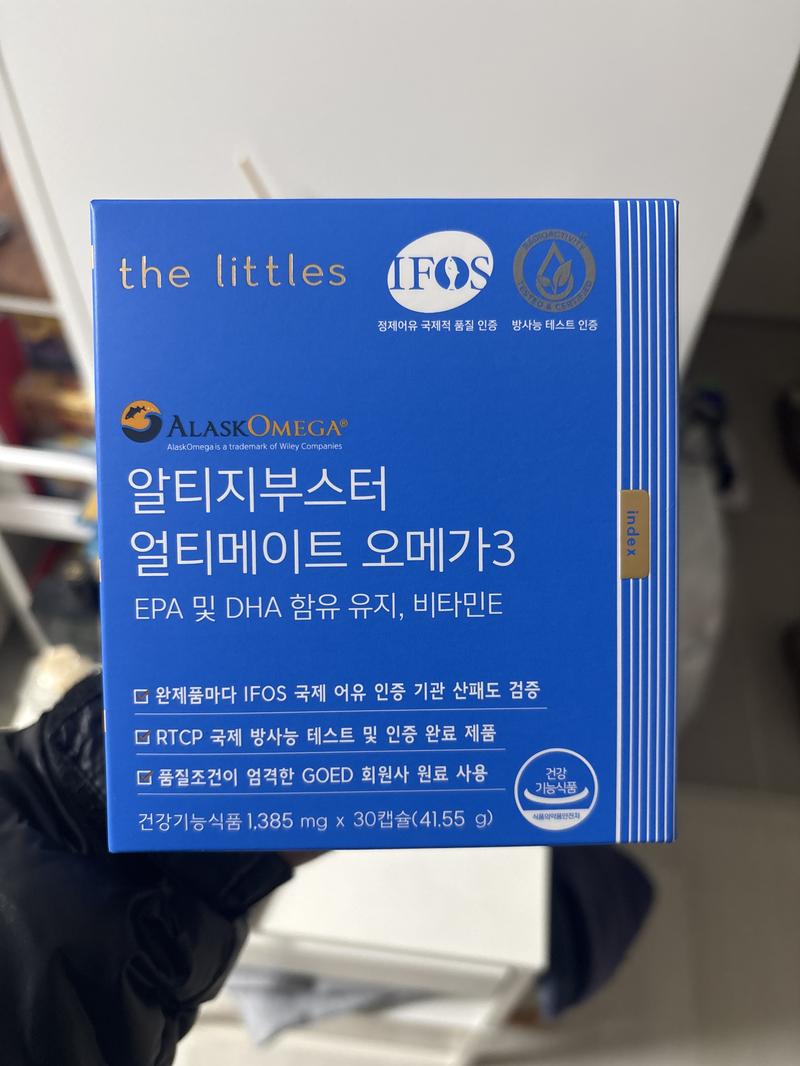 the littles
IFOS
정제어유 국제적 품질 인증
RADIOACTIVITY
TESTED & CERTIFIED
방사능 테스트 인증
ALASKOMEGA®
AlaskOmega is a trademark of Wiley Companies
알티지부스터
얼티메이트 오메가3
EPA 및 DHA 함유 유지, 비타민E
index
완제품마다 IFOS 국제 어유 인증 기관 산패도 검증
RTCP 국제 방사능 테스트 및 인증 완료 제품
품질조건이 엄격한 GOED 회원사 원료 사용
건강기능식품 1,385 mg x 30캡슐(41.55 g)
건강
기능식품
식품의약품안전처